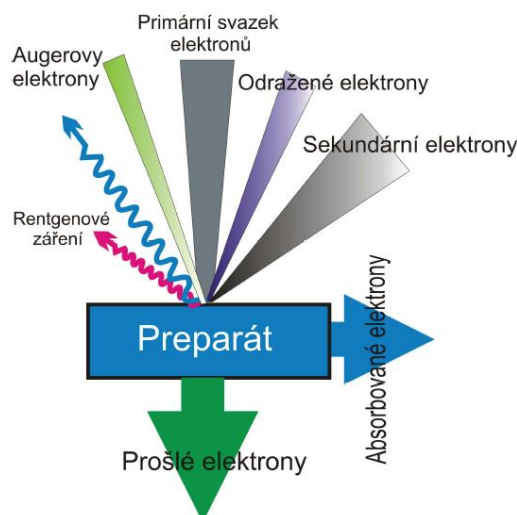 Primární svazek
elektronů
Augerovy
elektrony
Odražené elektrony
Sekundární elektrony
Rentgenové
záření
Preparát
Absorbované elektrony
Prošlé elektrony